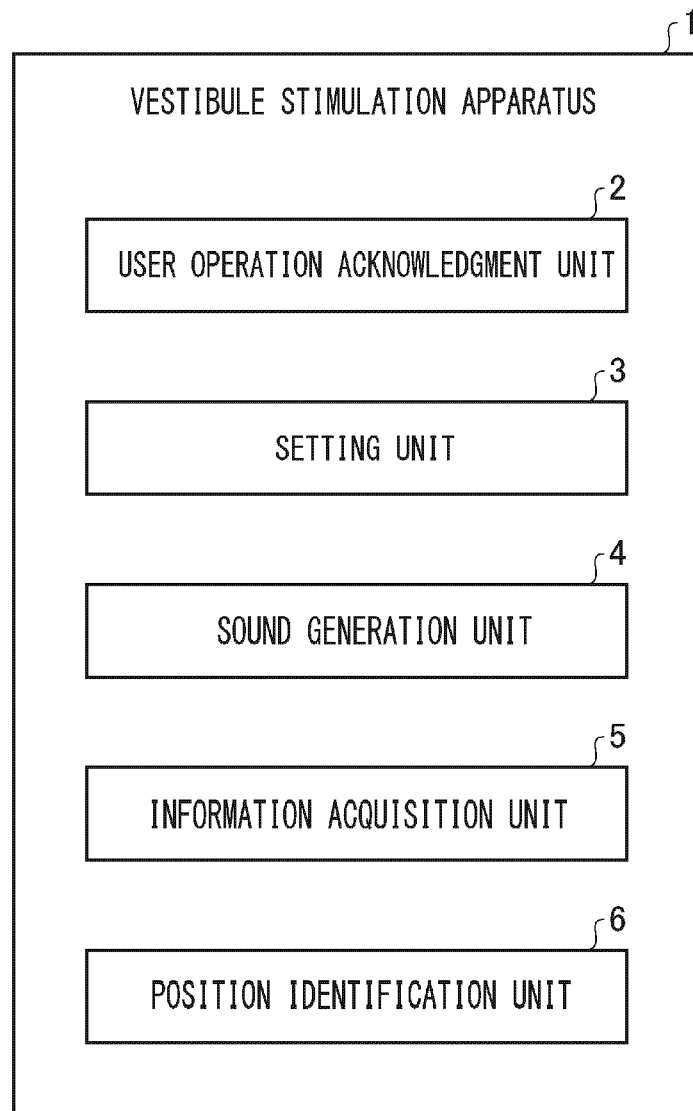 1
VESTIBULE STIMULATION APPARATUS
2
USER OPERATION ACKNOWLEDGMENT UNIT
3
SETTING UNIT
4
SOUND GENERATION UNIT
5
INFORMATION ACQUISITION UNIT
6
POSITION IDENTIFICATION UNIT